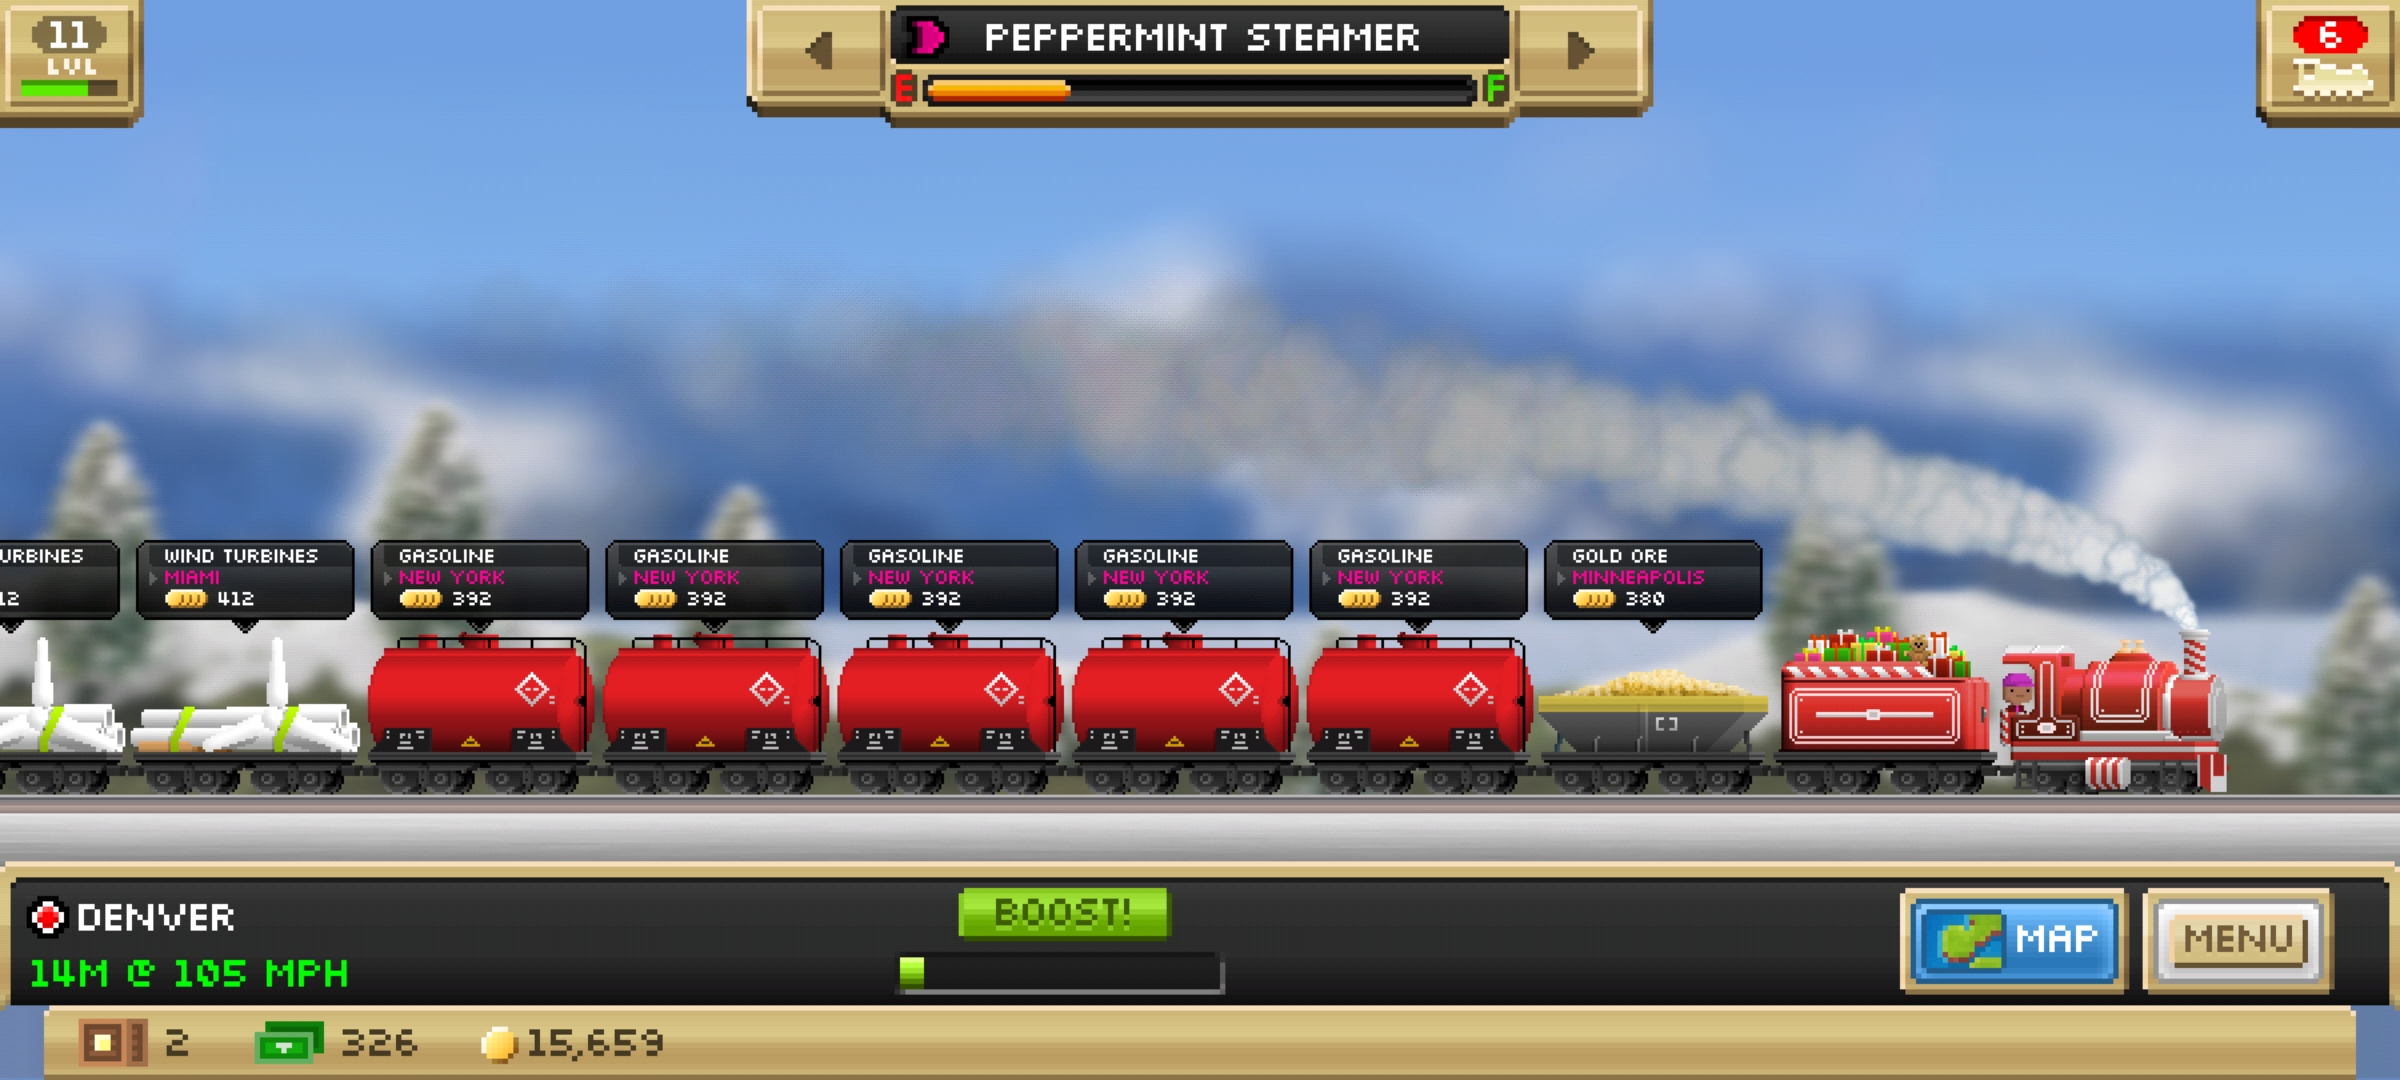 11
LVL
PEPPERMINT STEAMER
E F
6
URBINES
12
WIND TURBINES
MIAMI
412
GASOLINE
NEW YORK
392
GASOLINE
NEW YORK
392
GASOLINE
NEW YORK
392
GASOLINE
NEW YORK
392
GASOLINE
NEW YORK
392
GOLD ORE
MINNEAPOLIS
380
DENVER
14M @ 105 MPH
BOOST!
MAP
MENU
2 326 15,659